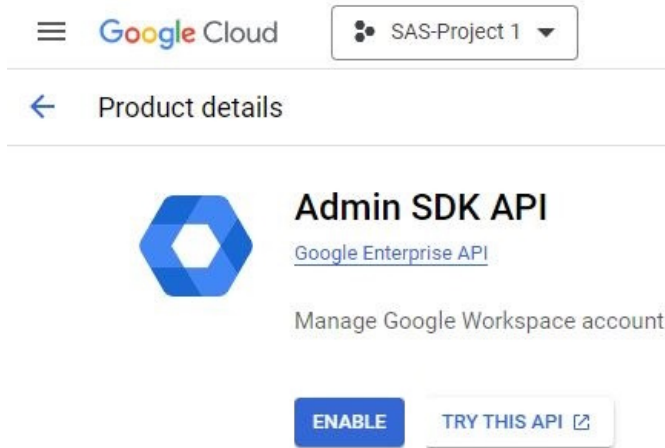 Google Cloud
SAS-Project 1
Product details
Admin SDK API
Google Enterprise API
Manage Google Workspace account
ENABLE
TRY THIS API